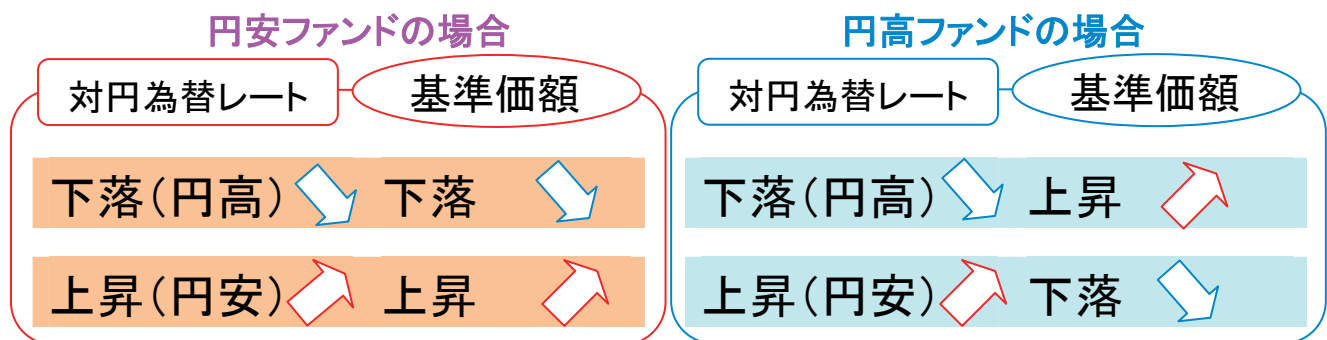 円安ファンドの場合
対円為替レート 基準価額
下落(円高) 下落
上昇(円安) 上昇
円高ファンドの場合
対円為替レート 基準価額
下落(円高) 上昇
上昇(円安) 下落